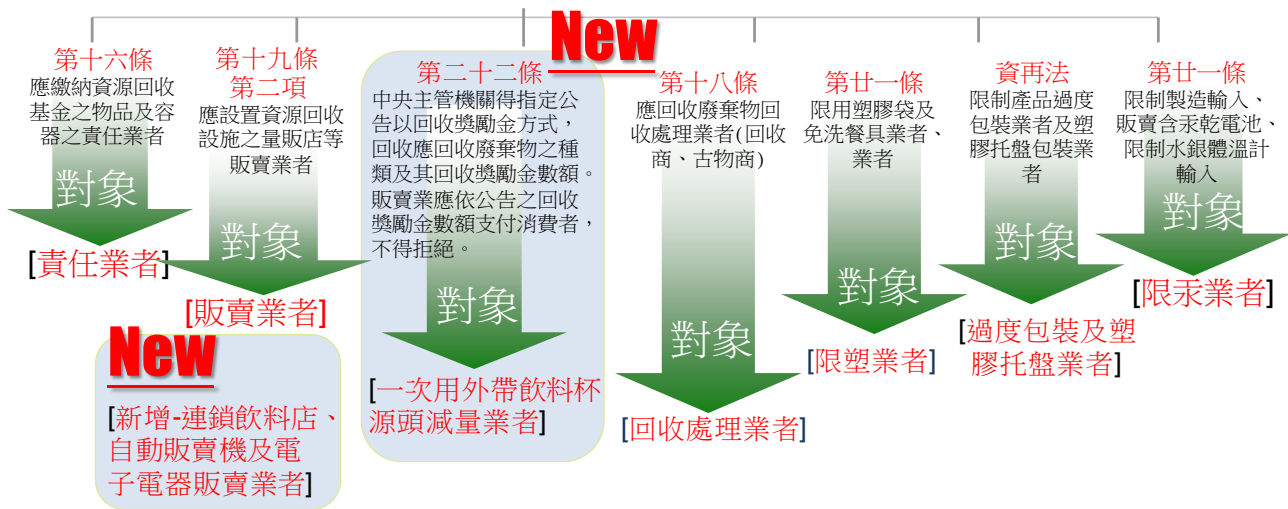 New
第十六條
應繳納資源回收
基金之物品及容
器之責任業者
對象
[責任業者]
第十九條
第二項
應設置資源回收
設施之量販店等
販賣業者
對象
[販賣業者]
New
[新增-連鎖飲料店、
自動販賣機及電
子電器販賣業者]
第二十二條
中央主管機關得指定公
告以回收獎勵金方式，
回收應回收廢棄物之種
類及其回收獎勵金數額。
販賣業應依公告之回收
獎勵金數額支付消費者，
不得拒絕。
對象
[一次用外帶飲料杯
源頭減量業者]
第十八條
應回收廢棄物回
收處理業者(回收
商、古物商)
對象
[回收處理業者]
第廿一條
限用塑膠袋及
免洗餐具業者、
業者
對象
[限塑業者]
資再法
限制產品過度
包裝業者及塑
膠托盤包裝業
者
對象
[過度包裝及塑
膠托盤業者]
第廿一條
限制製造輸入、
販賣含汞乾電池、
限制水銀體溫計
輸入
對象
[限汞業者]